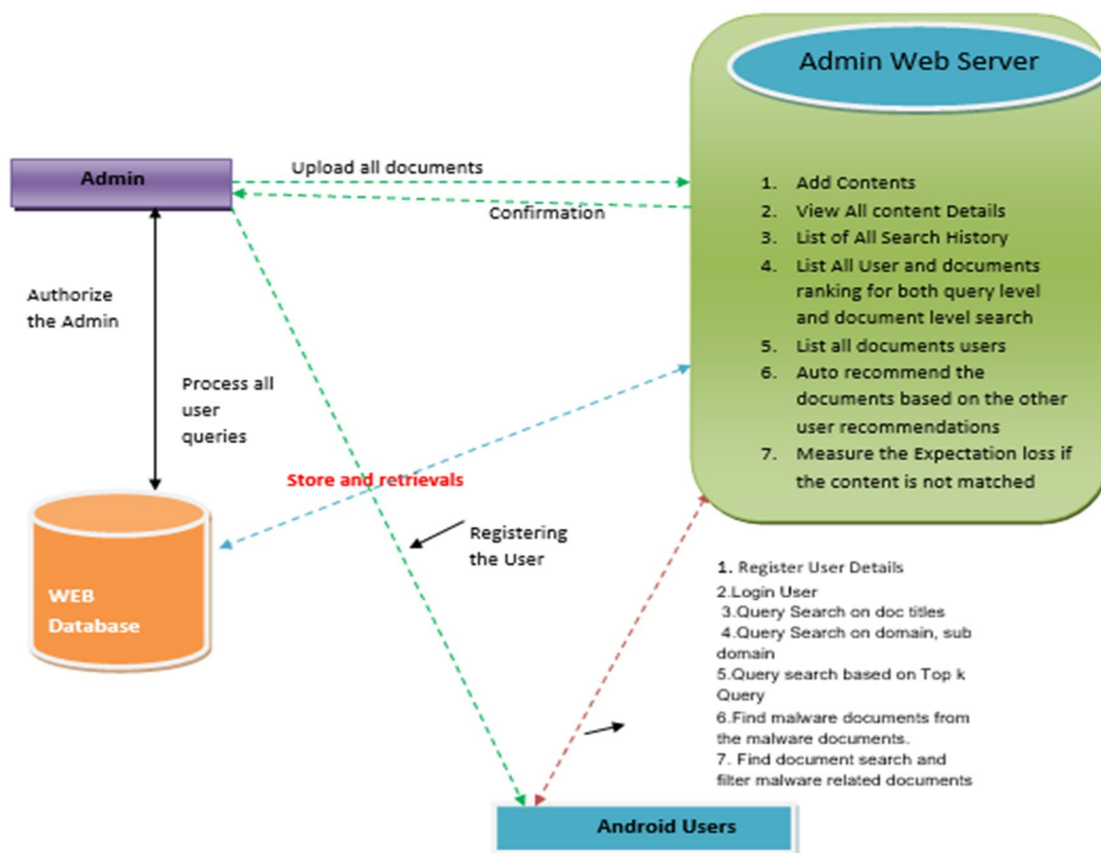 Admin Web Server
Admin
Upload all documents
Confirmation
1. Add Contents
2. View All content Details
3. List of All Search History
4. List All User and documents
ranking for both query level
and document level search
5. List all documents users
6. Auto recommend the
documents based on the other
user recommendations
7. Measure the Expectation loss if
the content is not matched
Authorize
the Admin
Process all
user
queries
Store and retrievals
Registering
the User
WEB
Database
1. Register User Details
2.Login User
3.Query Search on doc titles
4.Query Search on domain, sub
domain
5.Query search based on Top k
Query
6.Find malware documents from
the malware documents.
7. Find document search and
filter malware related documents
Android Users